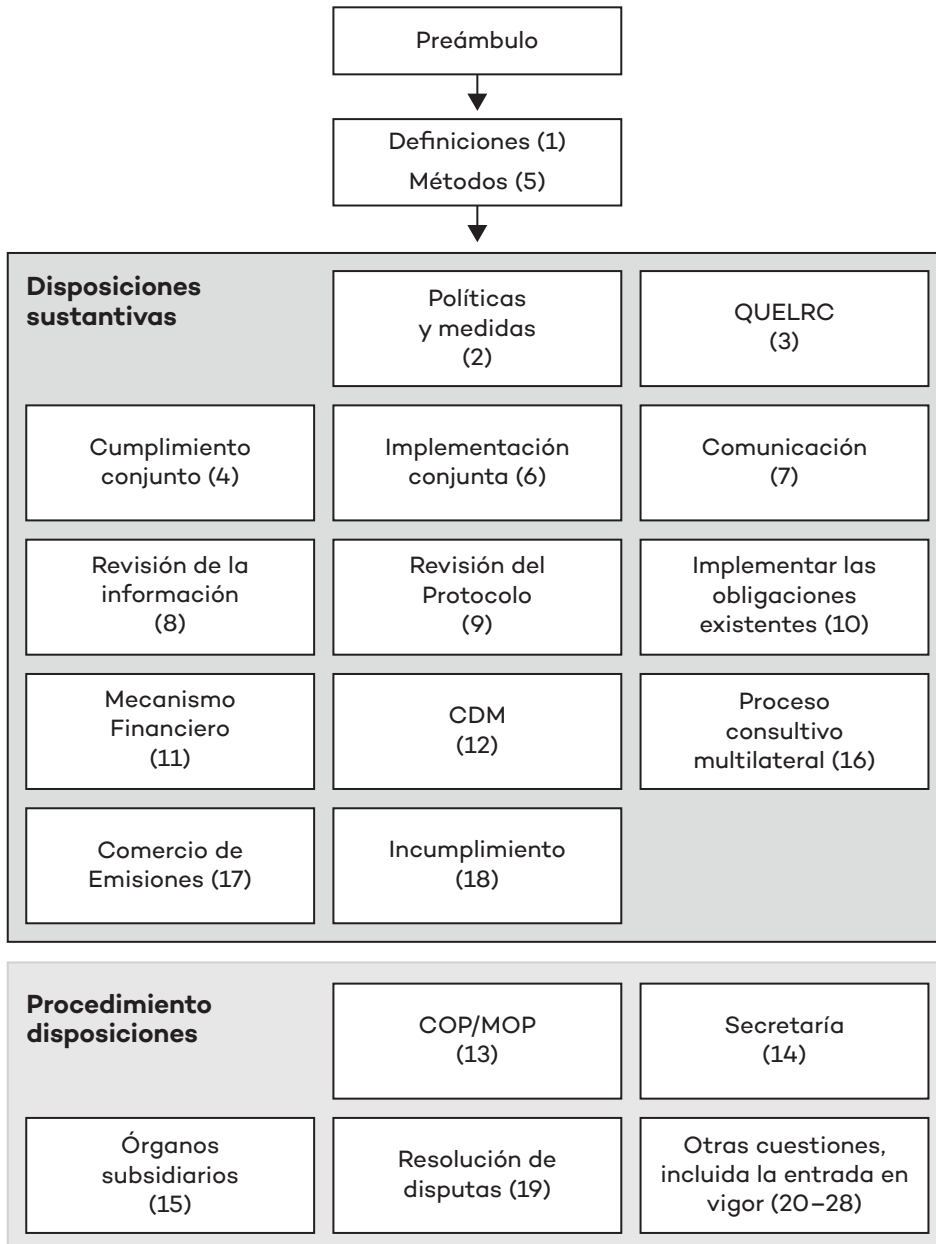 Preámbulo
Definiciones (1)
Métodos (5)
Disposiciones
sustantivas
Políticas
y medidas
(2)
QUELRC
(3)
Cumplimiento
conjunto (4)
Implementación
conjunta (6)
Comunicación
(7)
Revisión de la
información
(8)
Revisión del
Protocolo
(9)
Implementar las
obligaciones
existentes (10)
Mecanismo
Financiero
(11)
CDM
(12)
Proceso
consultivo
multilateral (16)
Comercio de
Emisiones (17)
Incumplimiento
(18)
Procedimiento
disposiciones
COP/MOP
(13)
Secretaría
(14)
Órganos
subsidiarios
(15)
Resolución de
disputas (19)
Otras cuestiones,
incluida la entrada en
vigor (20–28)